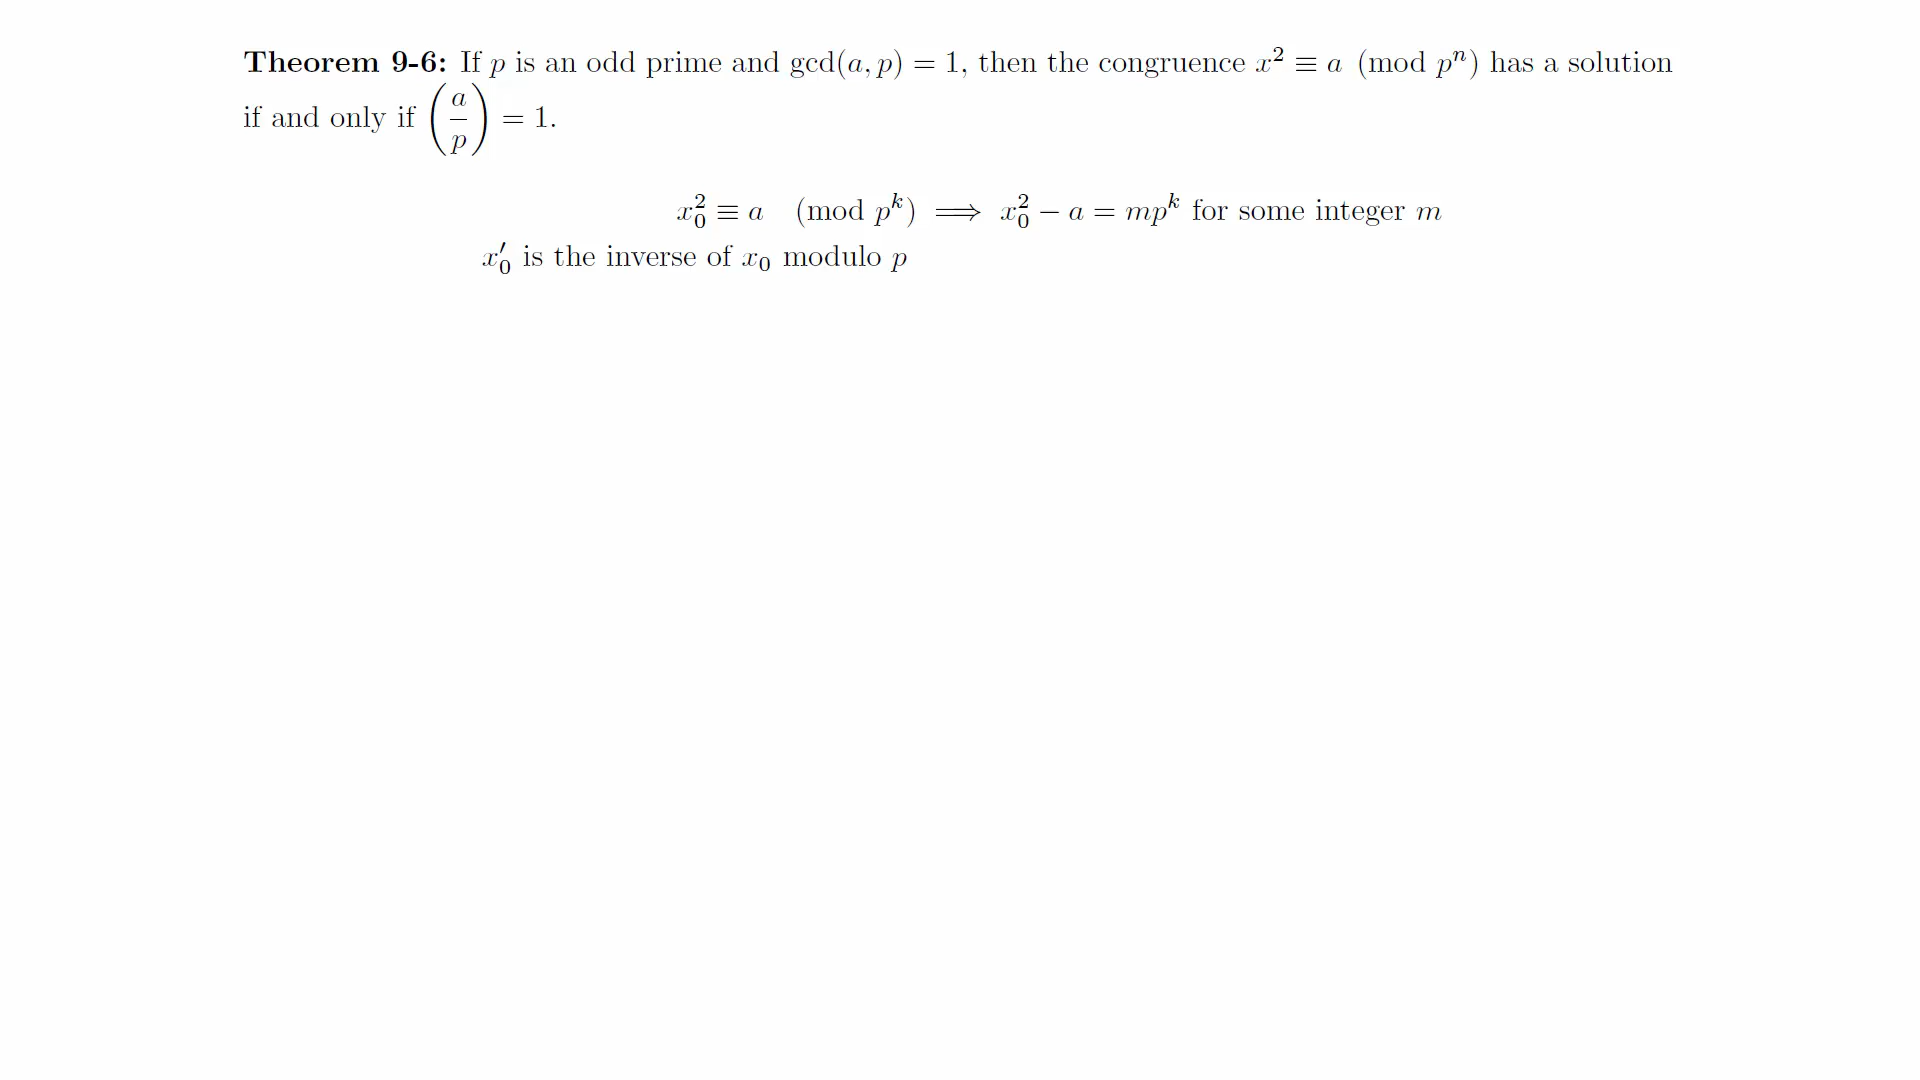 Theorem 9-6: If p is an odd prime and gcd(a, p) = 1, then the congruence x² ≡ a (mod pⁿ) has a solution
if and only if (a/p) = 1.
x₀² ≡ a (mod pᵏ) ⟹ x₀² − a = mpᵏ for some integer m
x₀′ is the inverse of x₀ modulo p